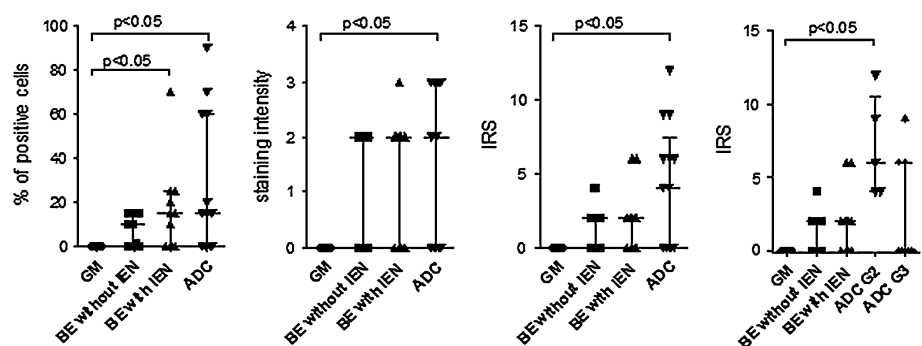 % of positive cells
100
80
60
40
20
0
p<0.05
p<0.05
GM
BE without IEN
BE with IEN
ADC
staining intensity
4
3
2
1
0
p<0.05
GM
BE without IEN
BE with IEN
ADC
IRS
15
10
5
0
p<0.05
GM
BE without IEN
BE with IEN
ADC
IRS
15
10
5
0
p<0.05
GM
BE without IEN
BE with IEN
ADC G2
ADC G3